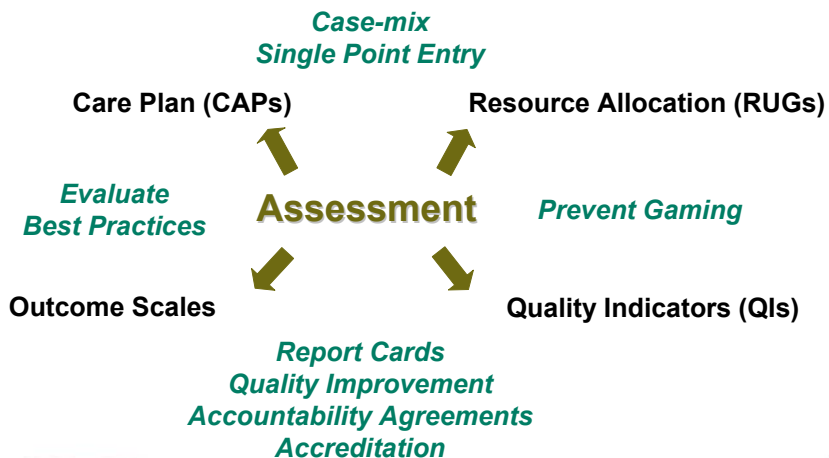 Case-mix
Single Point Entry
Care Plan (CAPs)
Resource Allocation (RUGs)
Evaluate
Best Practices
Assessment
Prevent Gaming
Outcome Scales
Quality Indicators (QIs)
Report Cards
Quality Improvement
Accountability Agreements
Accreditation